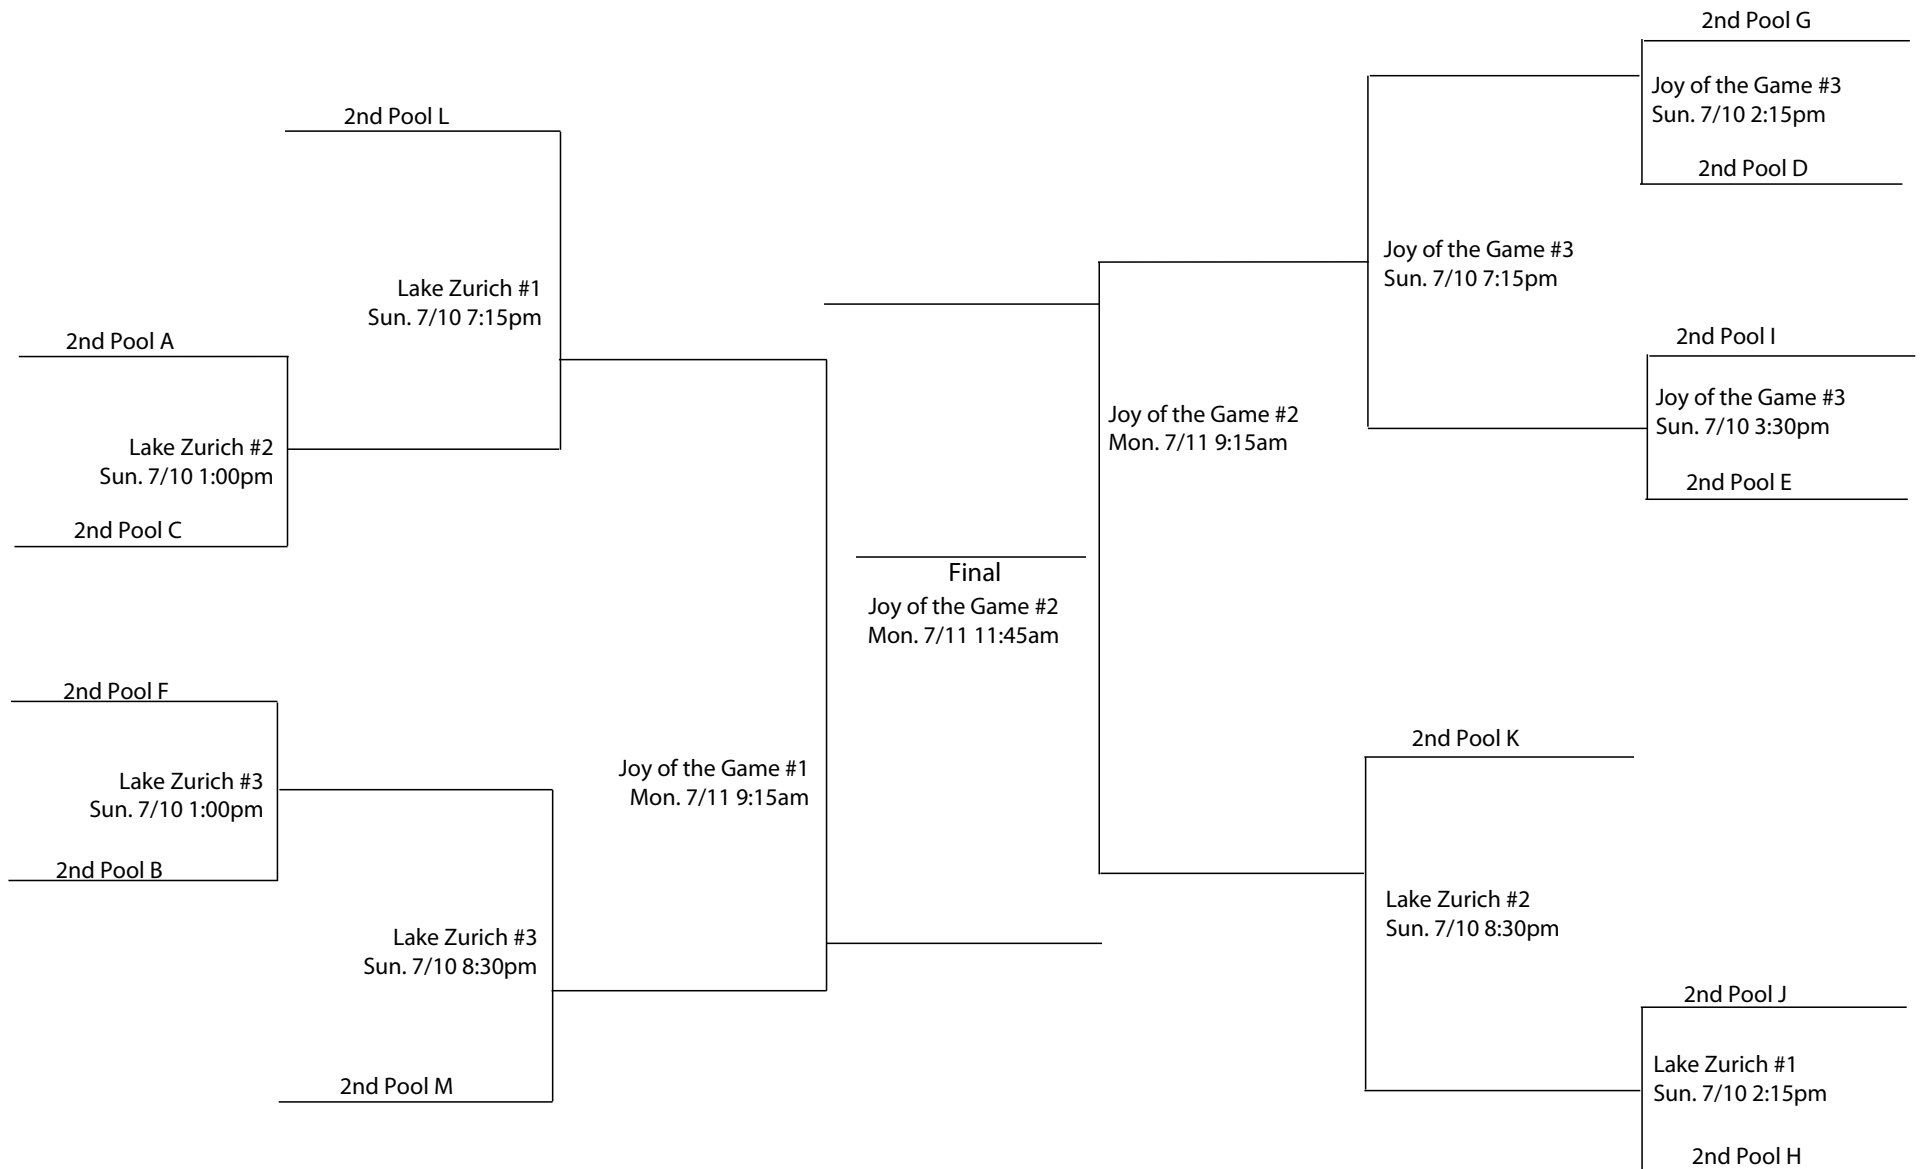 2nd Pool L
Lake Zurich #1
Sun. 7/10 7:15pm
2nd Pool A
Lake Zurich #2
Sun. 7/10 1:00pm
2nd Pool C
2nd Pool F
Lake Zurich #3
Sun. 7/10 1:00pm
2nd Pool B
Lake Zurich #3
Sun. 7/10 8:30pm
2nd Pool M
Joy of the Game #1
Mon. 7/11 9:15am
Final
Joy of the Game #2
Mon. 7/11 11:45am
Joy of the Game #2
Mon. 7/11 9:15am
2nd Pool G
Joy of the Game #3
Sun. 7/10 2:15pm
2nd Pool D
Joy of the Game #3
Sun. 7/10 7:15pm
2nd Pool I
Joy of the Game #3
Sun. 7/10 3:30pm
2nd Pool E
2nd Pool K
Lake Zurich #2
Sun. 7/10 8:30pm
2nd Pool J
Lake Zurich #1
Sun. 7/10 2:15pm
2nd Pool H